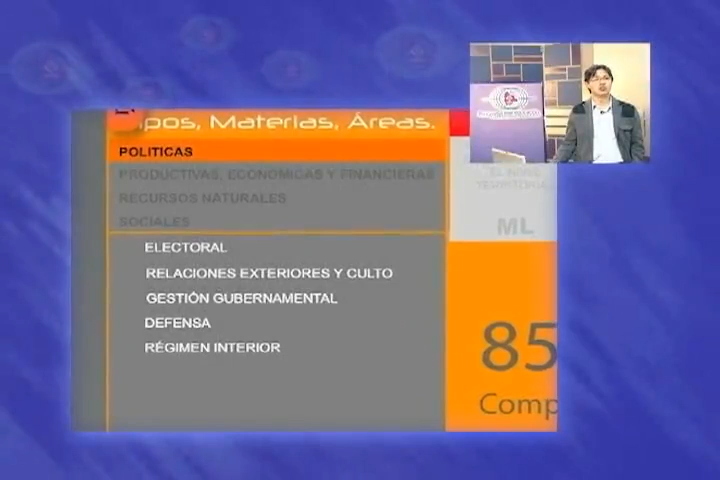 ipos, Materias, Áreas.
POLITICAS
PRODUCTIVAS, ECONOMICAS Y FINANCIERAS
RECURSOS NATURALES
SOCIALES
ELECTORAL
RELACIONES EXTERIORES Y CULTO
GESTIÓN GUBERNAMENTAL
DEFENSA
RÉGIMEN INTERIOR
ML
85
Comp